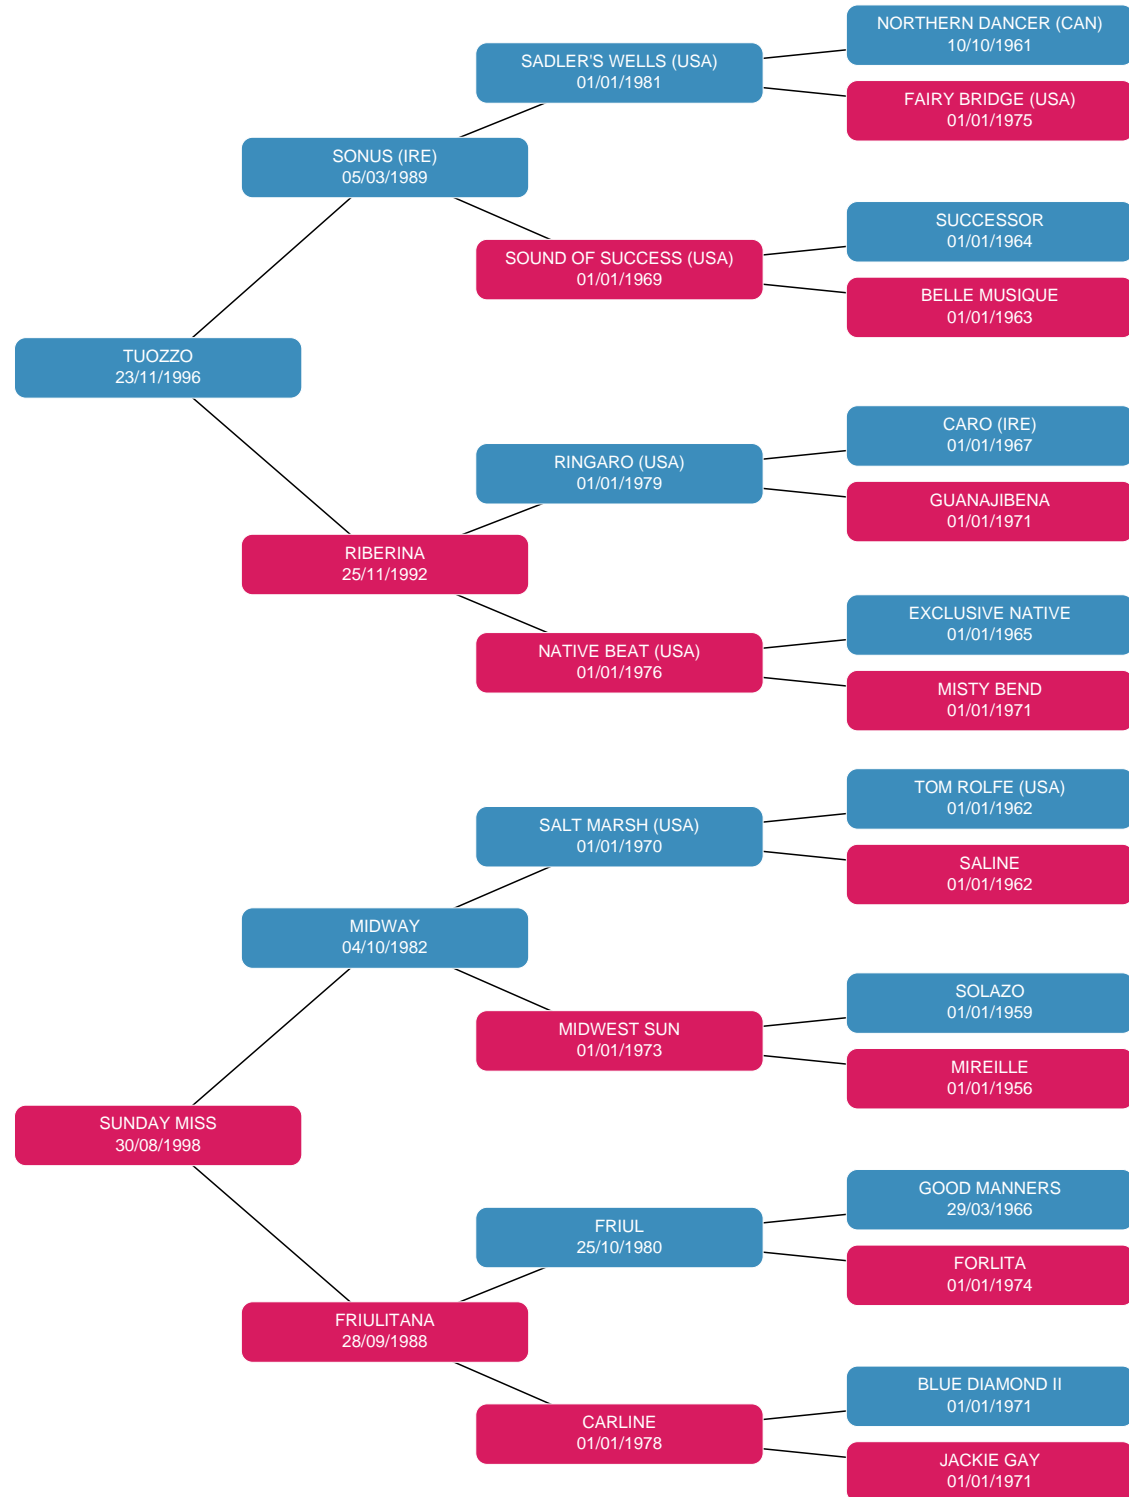 NORTHERN DANCER (CAN)
10/10/1961
SADLER'S WELLS (USA)
01/01/1981
FAIRY BRIDGE (USA)
01/01/1975
SONUS (IRE)
05/03/1989
SUCCESSOR
01/01/1964
SOUND OF SUCCESS (USA)
01/01/1969
BELLE MUSIQUE
01/01/1963
TUOZZO
23/11/1996
CARO (IRE)
01/01/1967
RINGARO (USA)
01/01/1979
GUANAJIBENA
01/01/1971
RIBERINA
25/11/1992
EXCLUSIVE NATIVE
01/01/1965
NATIVE BEAT (USA)
01/01/1976
MISTY BEND
01/01/1971
TOM ROLFE (USA)
01/01/1962
SALT MARSH (USA)
01/01/1970
SALINE
01/01/1962
MIDWAY
04/10/1982
SOLAZO
01/01/1959
MIDWEST SUN
01/01/1973
MIREILLE
01/01/1956
SUNDAY MISS
30/08/1998
GOOD MANNERS
29/03/1966
FRIUL
25/10/1980
FORLITA
01/01/1974
FRIULITANA
28/09/1988
BLUE DIAMOND II
01/01/1971
CARLINE
01/01/1978
JACKIE GAY
01/01/1971